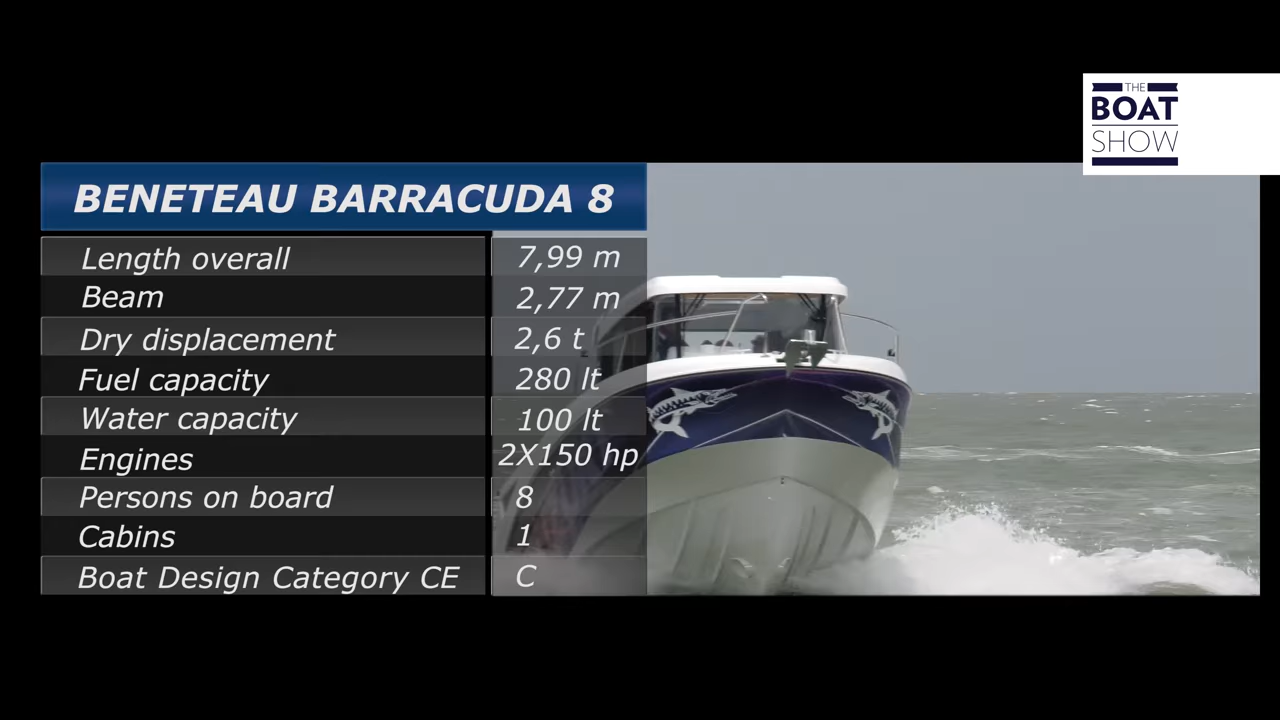 THE
BOAT
SHOW
BENETEAU BARRACUDA 8
Length overall 7,99 m
Beam 2,77 m
Dry displacement 2,6 t
Fuel capacity 280 lt
Water capacity 100 lt
Engines 2X150 hp
Persons on board 8
Cabins 1
Boat Design Category CE C